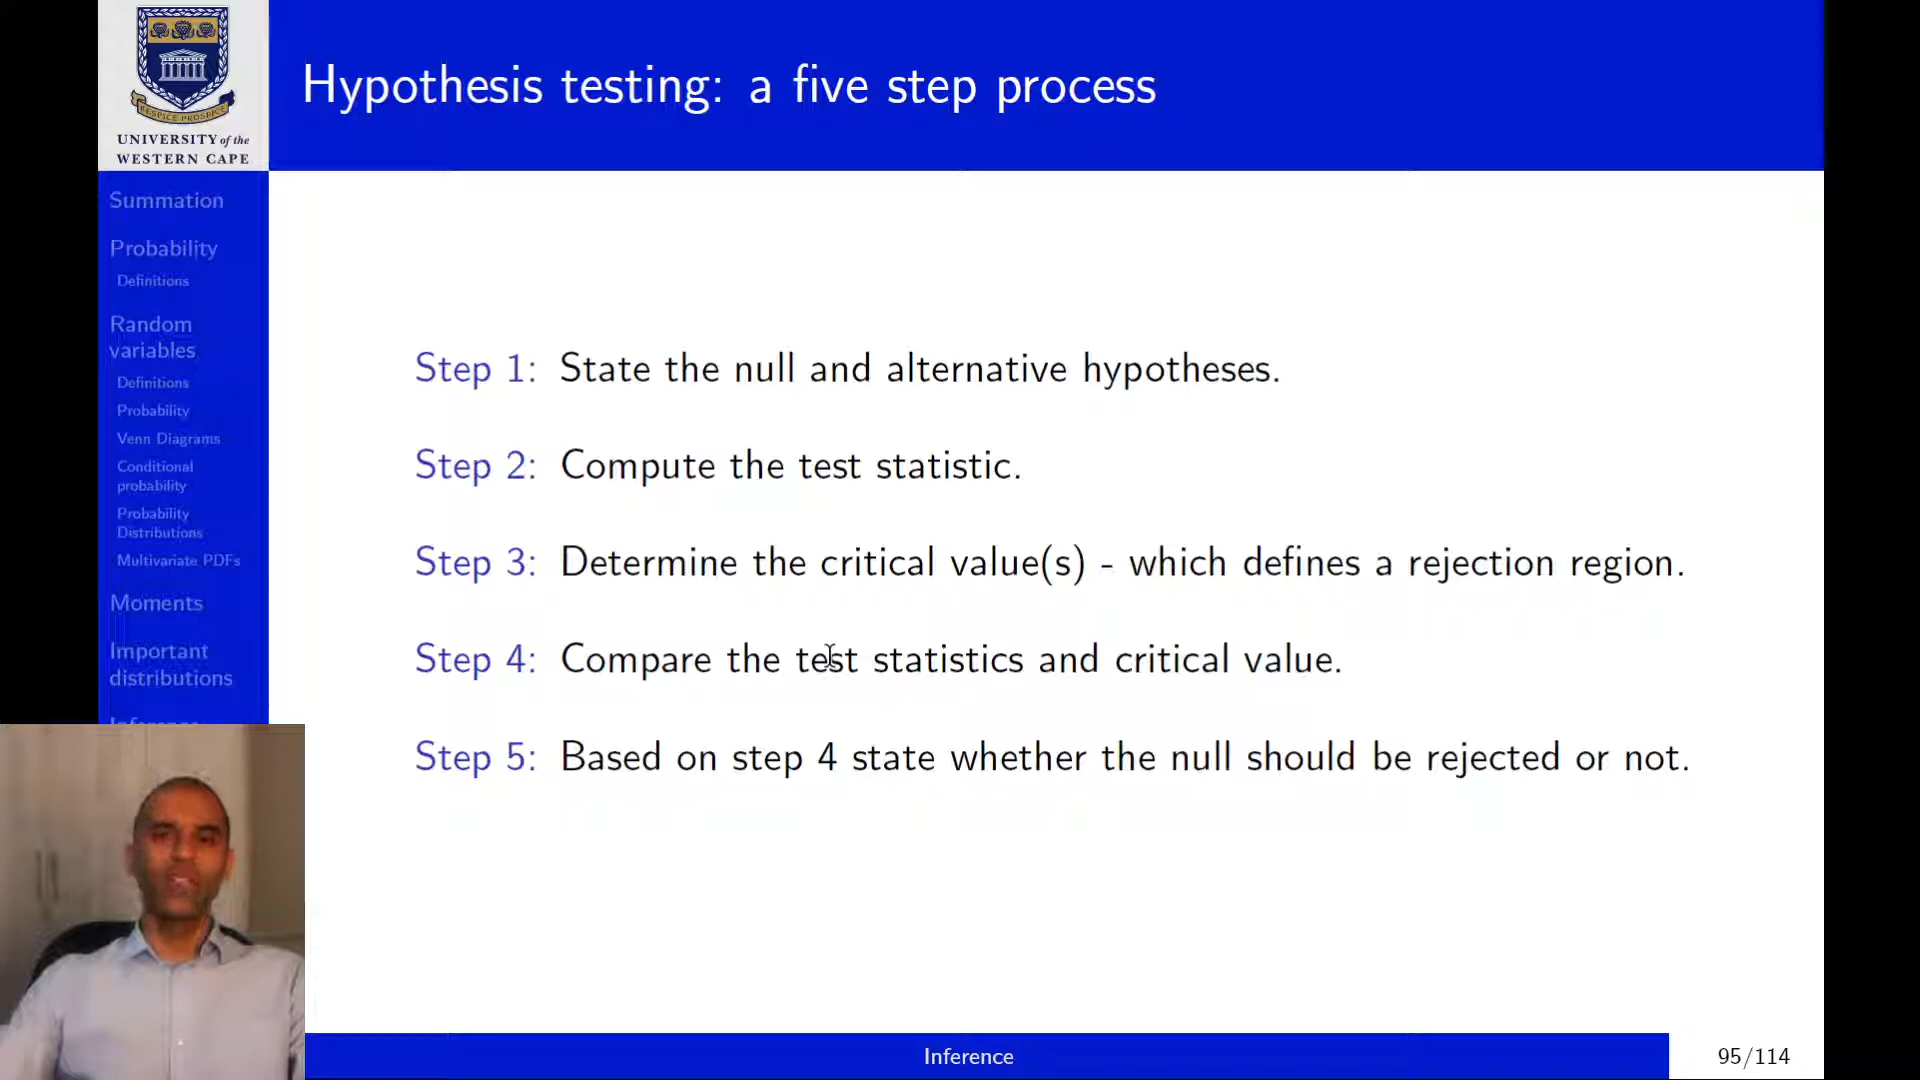 RESPICE PROSPICE
UNIVERSITY of the
WESTERN CAPE
Hypothesis testing: a five step process
Summation
Probability
Definitions
Random
variables
Definitions
Probability
Venn Diagrams
Conditional
probability
Probability
Distributions
Multivariate PDFs
Moments
Important
distributions
Inference
Step 1: State the null and alternative hypotheses.
Step 2: Compute the test statistic.
Step 3: Determine the critical value(s) - which defines a rejection region.
Step 4: Compare the test statistics and critical value.
Step 5: Based on step 4 state whether the null should be rejected or not.
Inference
95/114